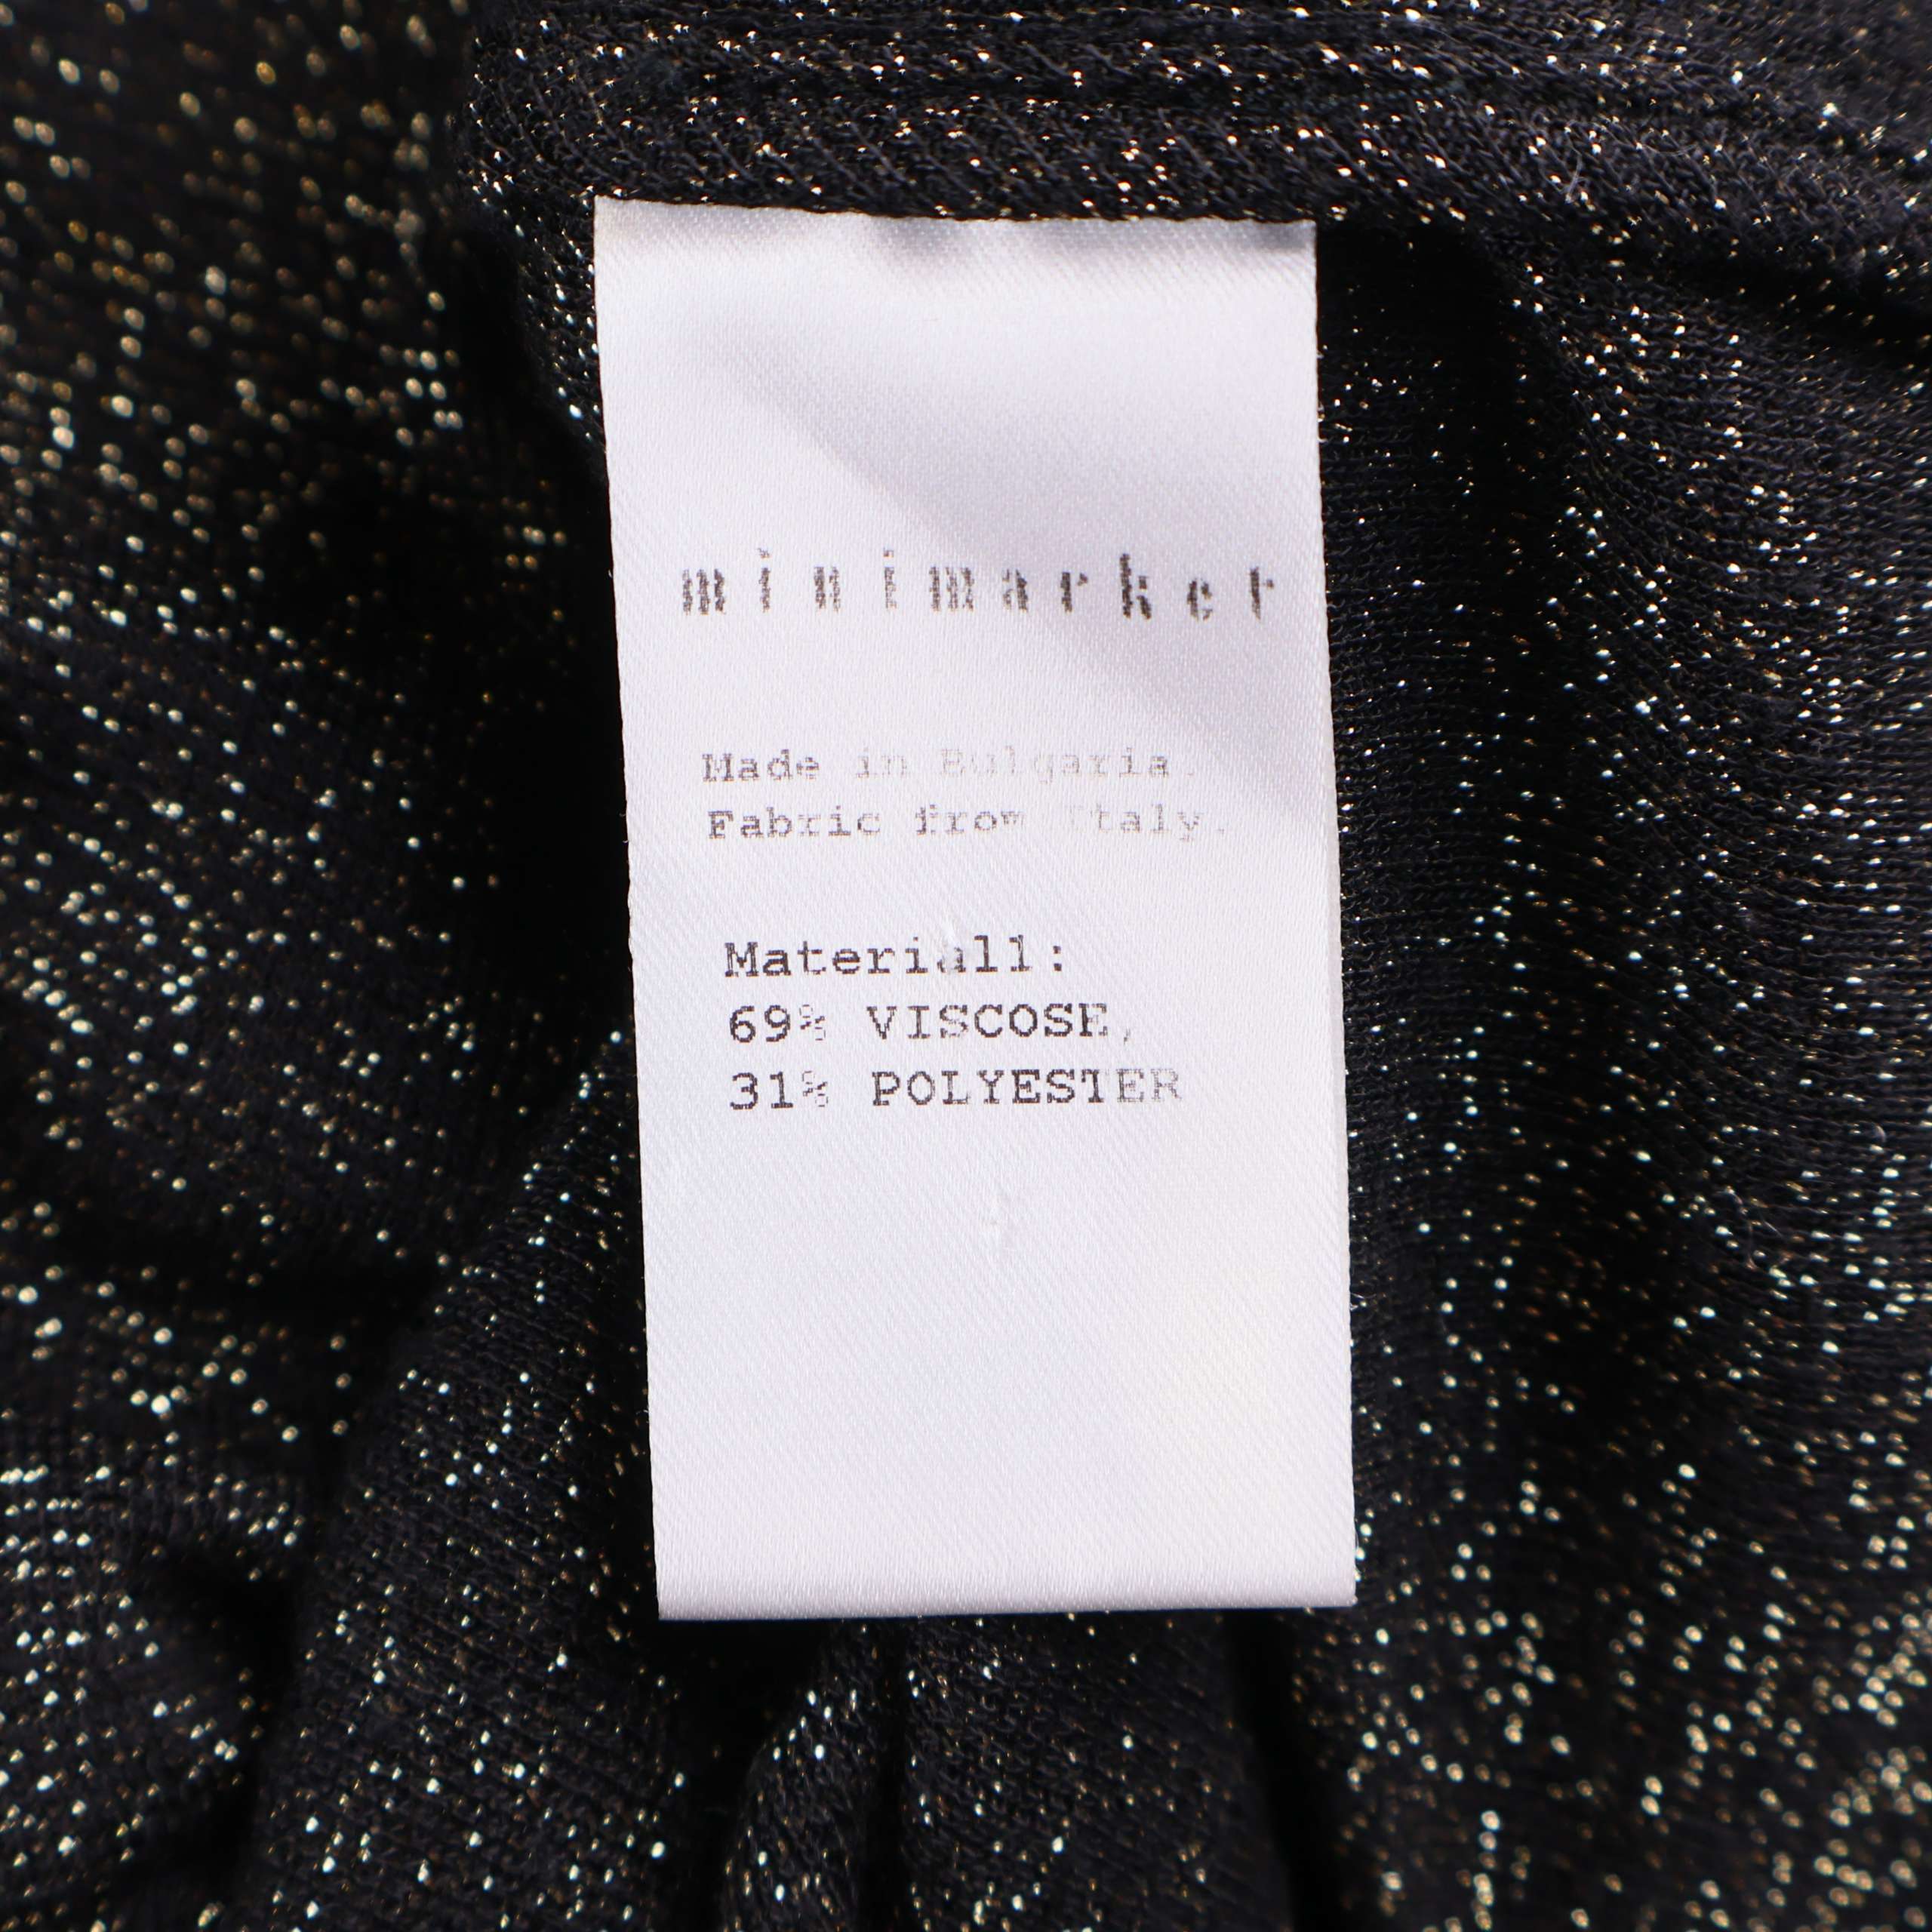 minimarket
Made in Bulgaria.
Fabric from Italy.
Materiall:
69% VISCOSE,
31% POLYESTER